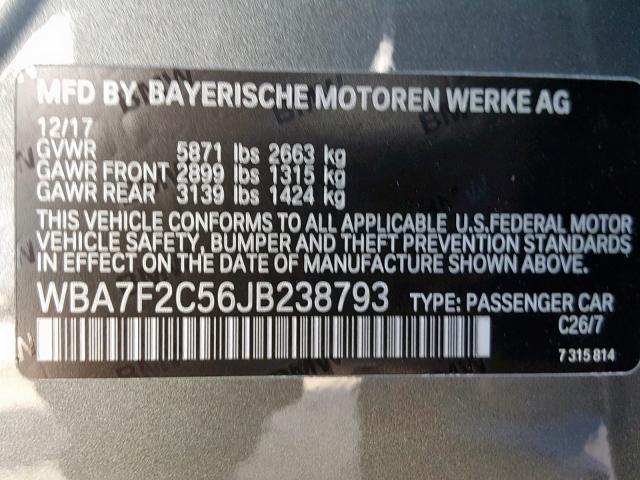 MFD BY BAYERISCHE MOTOREN WERKE AG
12/17
GVWR 5871 lbs 2663 kg
GAWR FRONT 2899 lbs 1315 kg
GAWR REAR 3139 lbs 1424 kg
THIS VEHICLE CONFORMS TO ALL APPLICABLE U.S.FEDERAL MOTOR
VEHICLE SAFETY, BUMPER AND THEFT PREVENTION STANDARDS
IN EFFECT ON THE DATE OF MANUFACTURE SHOWN ABOVE.
WBA7F2C56JB238793 TYPE: PASSENGER CAR
C26/7
7 315 814